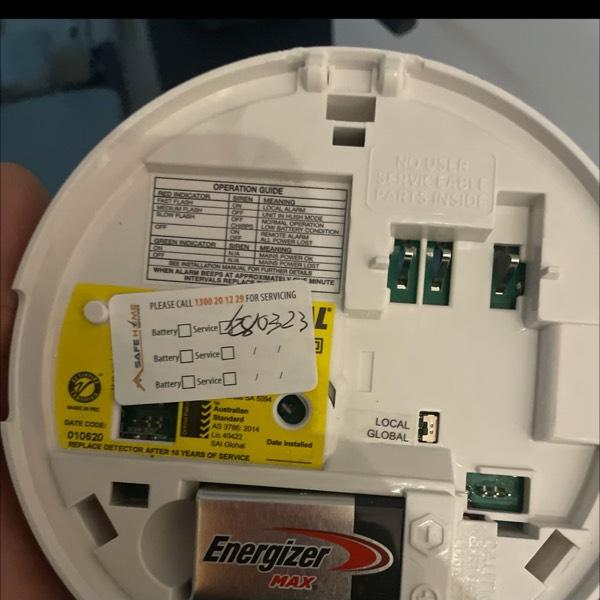 NO USER
SERVICEABLE
PARTS INSIDE
OPERATION GUIDE
RED INDICATOR SIREN MEANING
FAST FLASH ON LOCAL ALARM
MEDIUM FLASH OFF UNIT IN HUSH MODE
SLOW FLASH OFF NORMAL OPERATION
CHIRPS LOW BATTERY CONDITION
OFF ON REMOTE ALARM
OFF ALL POWER LOST
GREEN INDICATOR SIREN MEANING
ON N/A MAINS POWER OK
OFF N/A MAINS POWER LOST
SEE INSTALLATION MANUAL FOR FURTHER DETAILS
WHEN ALARM BEEPS AT APPROXIMATELY ONE MINUTE
INTERVALS REPLACE
PLEASE CALL 1300 20 12 29 FOR SERVICING
SAFE HOME
Battery Service
Battery Service / /
Battery Service / /
L
SA 5094
Australian
Standard
AS 3786: 2014
Lic 40422
SAI Global
MADE IN PRC
DATE CODE:
010620
Date Installed
REPLACE DETECTOR AFTER 10 YEARS OF SERVICE
LOCAL
GLOBAL
Energizer
MAX